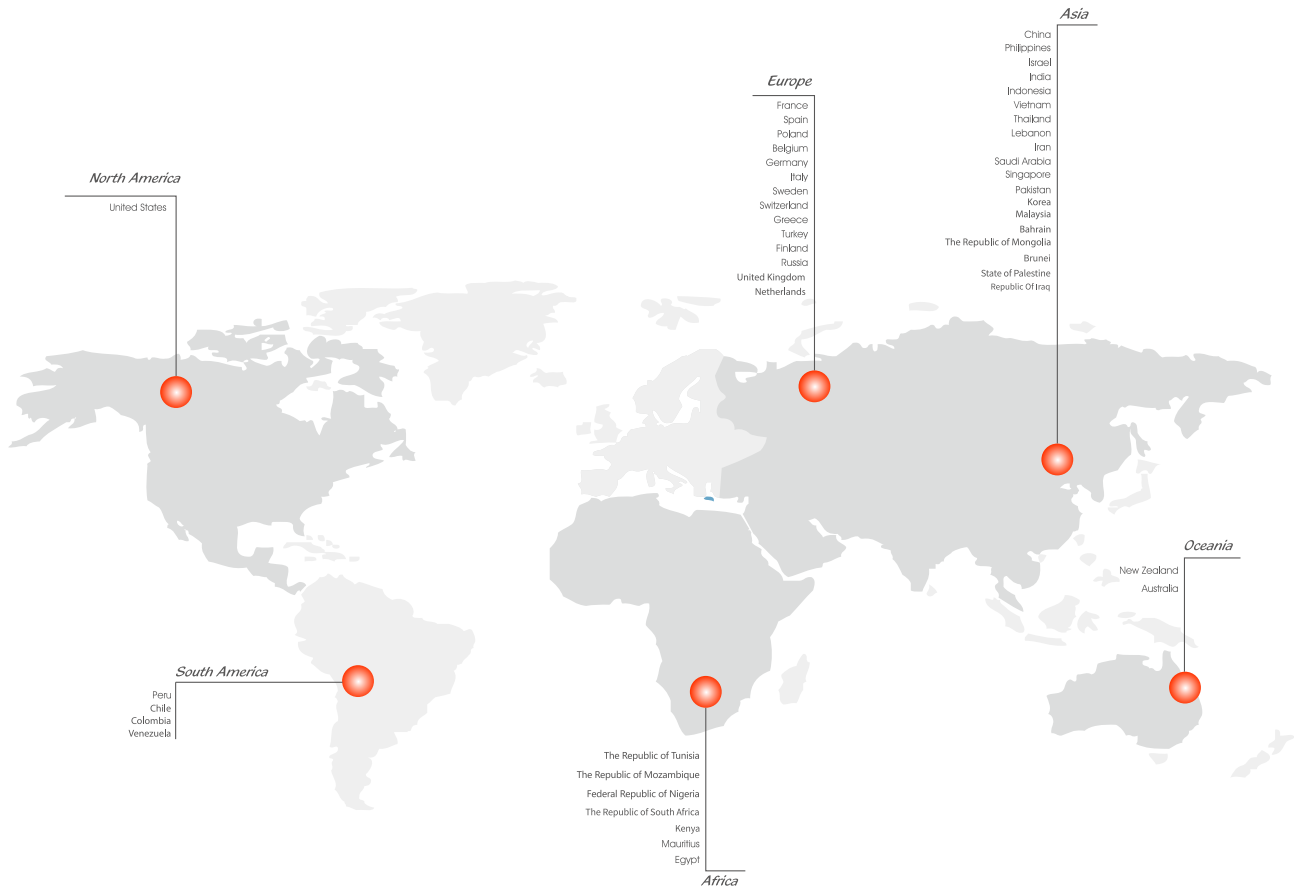 Asia
China
Philippines
Israel
India
Indonesia
Vietnam
Thailand
Lebanon
Iran
Saudi Arabia
Singapore
Pakistan
Korea
Malaysia
Bahrain
The Republic of Mongolia
Brunei
State of Palestine
Republic Of Iraq
Europe
France
Spain
Poland
Belgium
Germany
Italy
Sweden
Switzerland
Greece
Turkey
Finland
Russia
United Kingdom
Netherlands
North America
United States
Oceania
New Zealand
Australia
South America
Peru
Chile
Colombia
Venezuela
The Republic of Tunisia
The Republic of Mozambique
Federal Republic of Nigeria
The Republic of South Africa
Kenya
Mauritius
Egypt
Africa